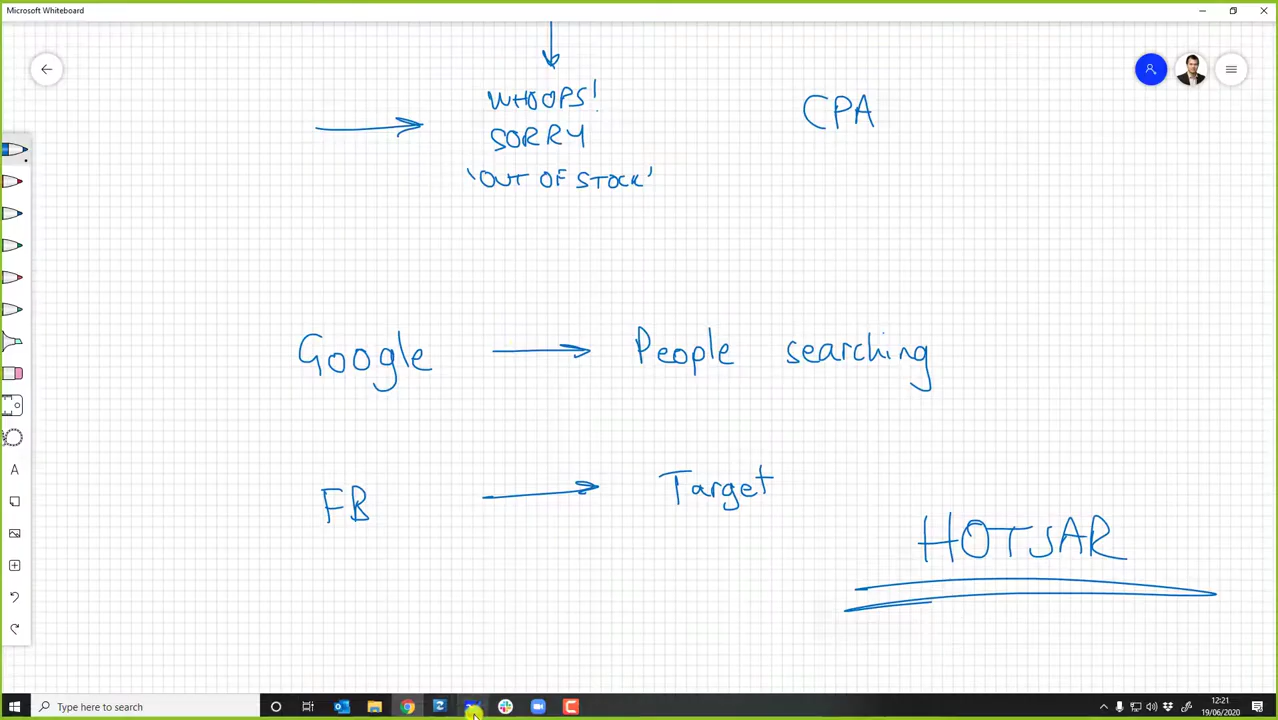 Microsoft Whiteboard
WHOOPS!
SORRY
'OUT OF STOCK'
CPA
Google
People searching
FB
Target
HOTJAR
A
Type here to search
12:21
19/06/2020